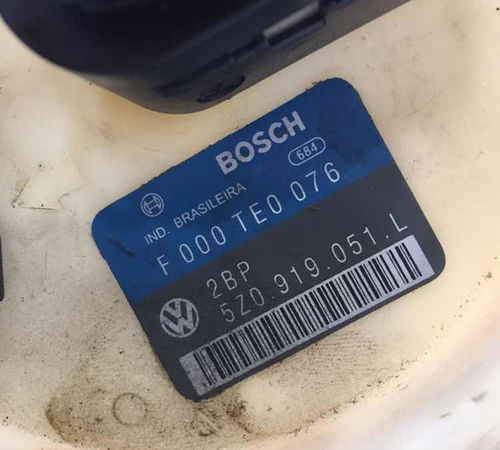 BOSCH
684
IND. BRASILEIRA
F 000 TE0 076
2BP
5Z0.919.051.L